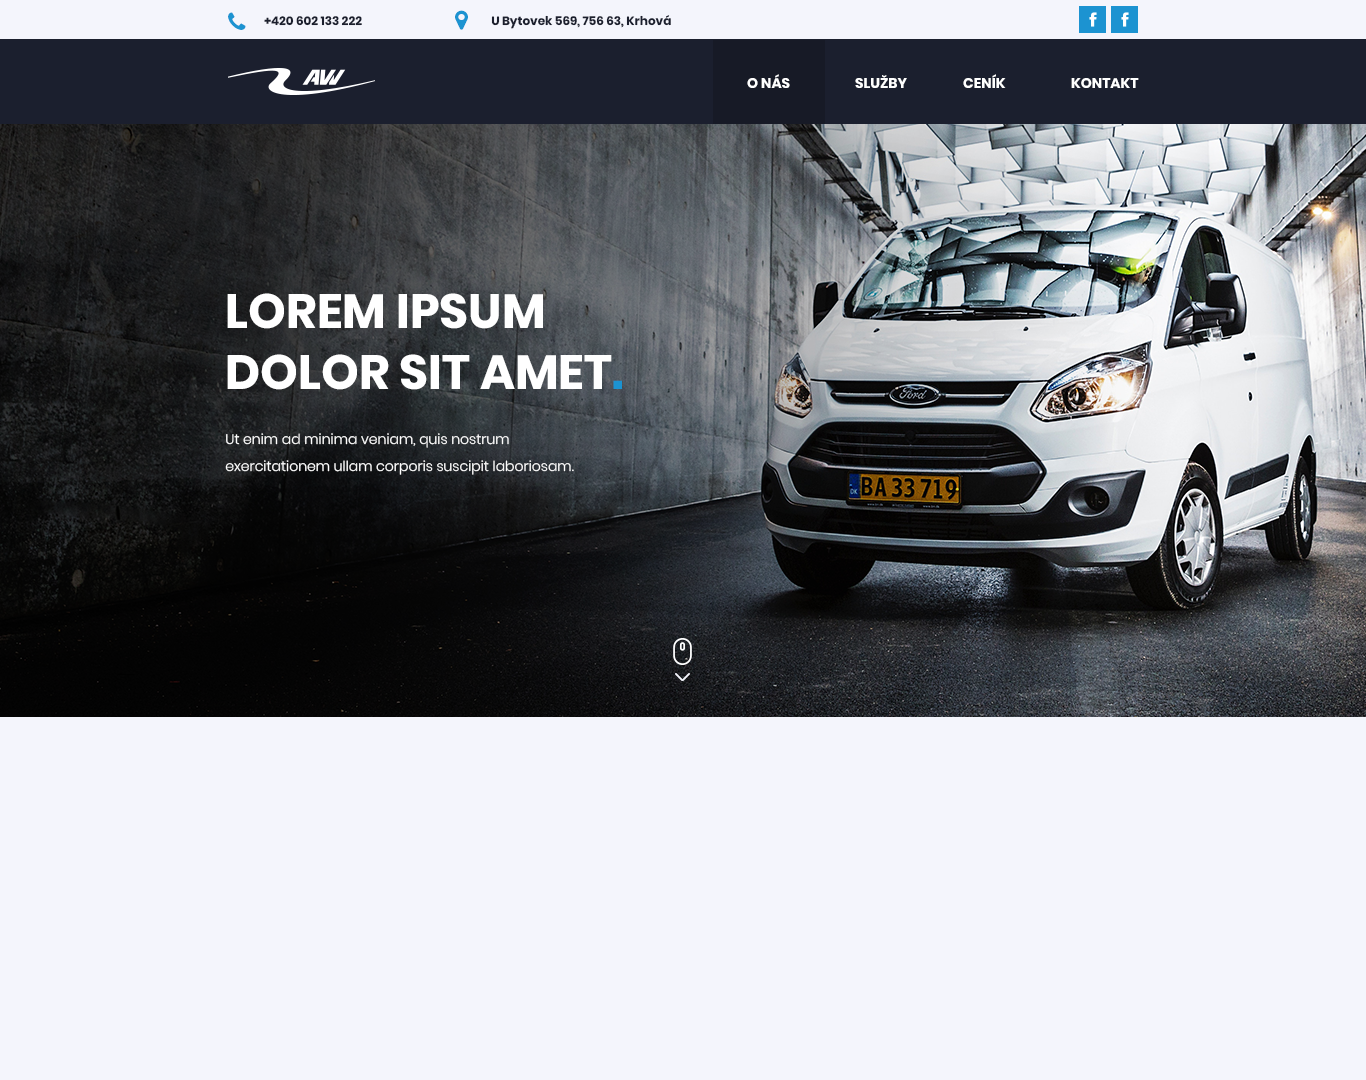 +420 602 133 222
U Bytovek 569, 756 63, Krhová
f f
AW
O NÁS
SLUŽBY
CENÍK
KONTAKT
LOREM IPSUM
DOLOR SIT AMET.
Ut enim ad minima veniam, quis nostrum
exercitationem ullam corporis suscipit laboriosam.
Ford
DK BA 33 719